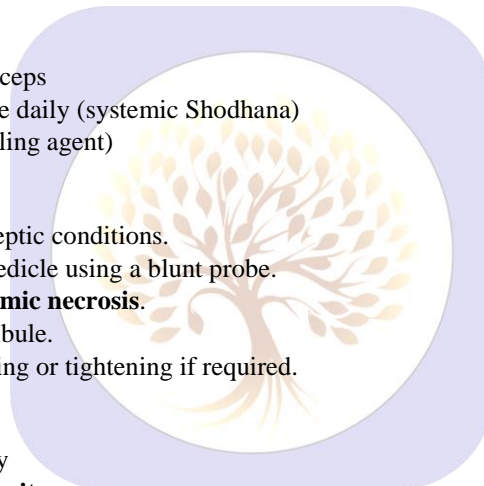 ceps
e daily (systemic Shodhana)
ling agent)
eptic conditions.
edicle using a blunt probe.
mic necrosis.
bule.
ing or tightening if required.
y